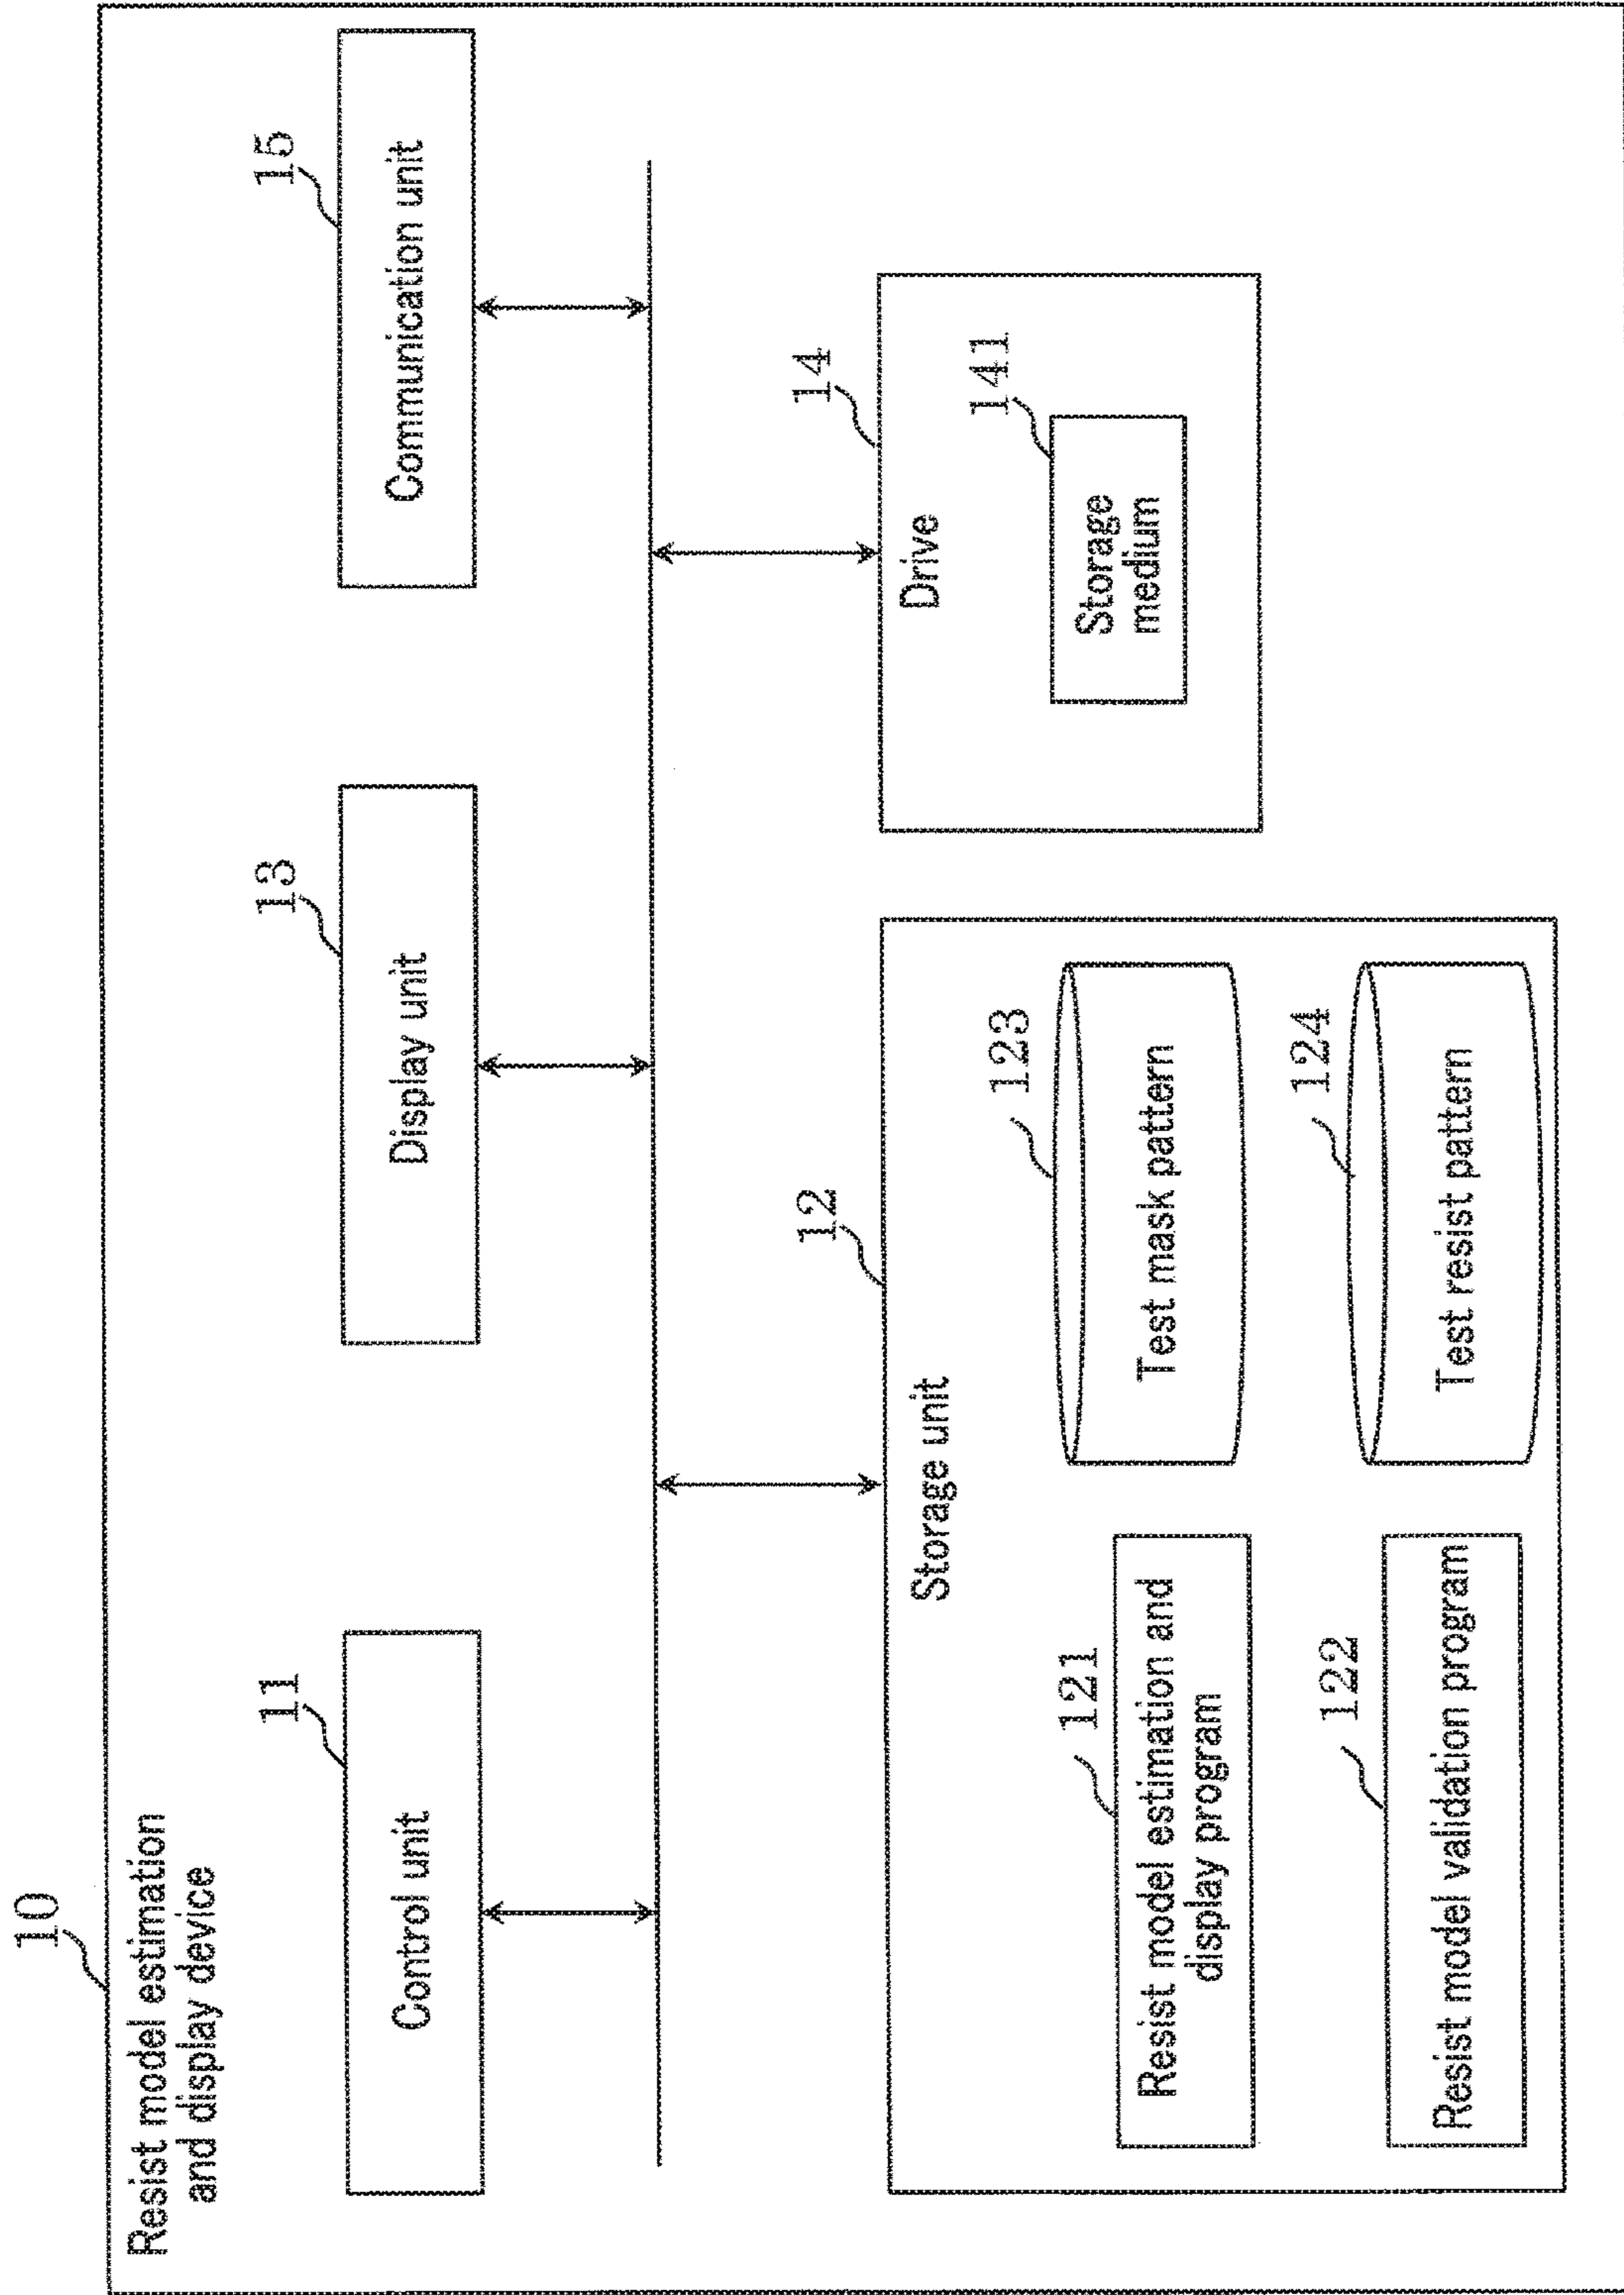 10
Resist model estimation
and display device
11
Control unit
13
Display unit
15
Communication unit
12
Storage unit
121
Resist model estimation and
display program
123
Test mask pattern
122
Resist model validation program
124
Test resist pattern
14
Drive
141
Storage
medium